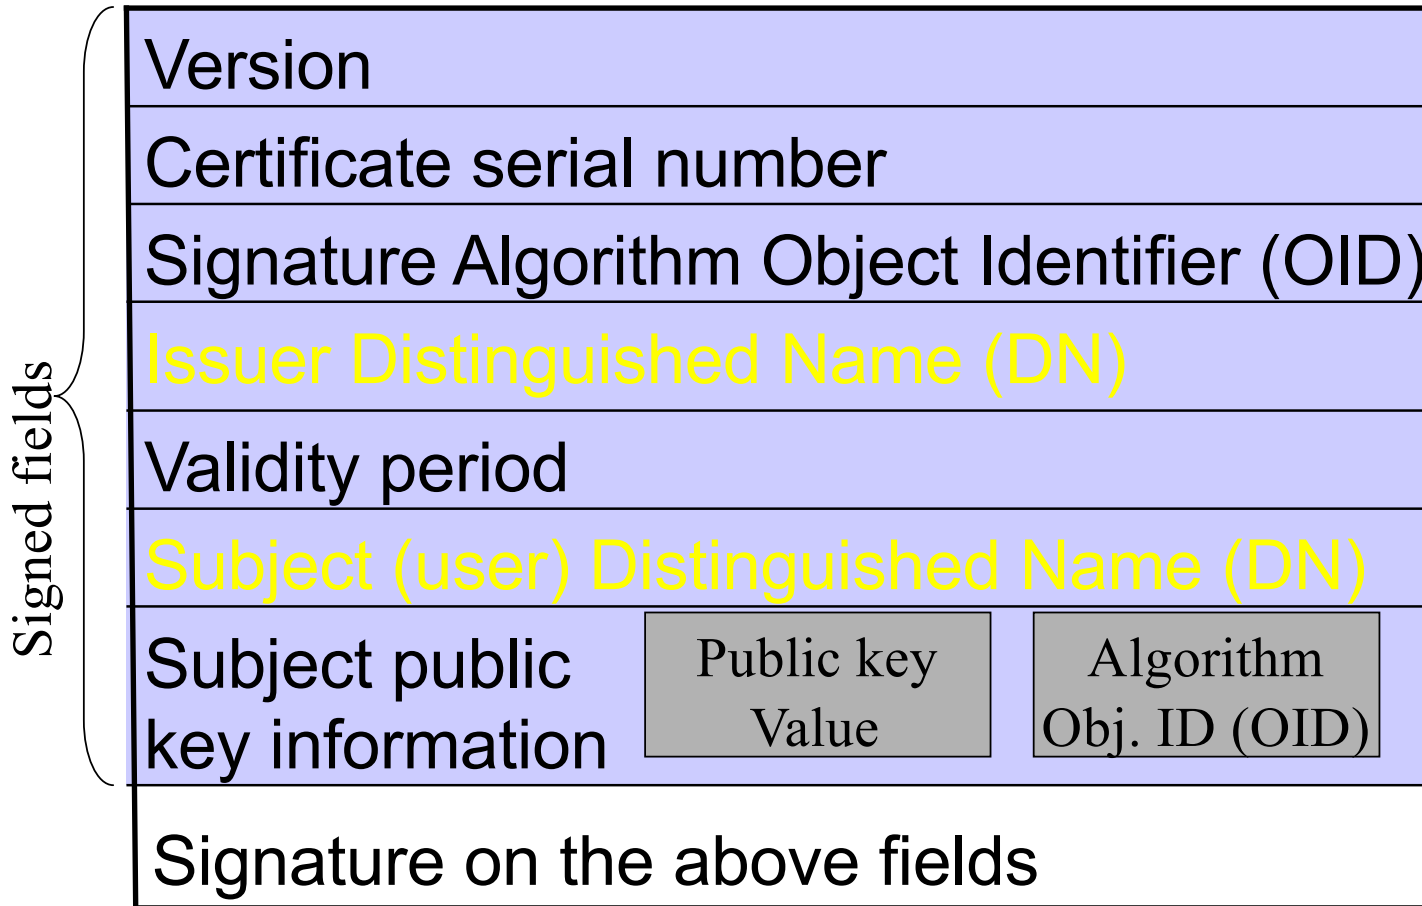 Signed fields
Version
Certificate serial number
Signature Algorithm Object Identifier (OID)
Issuer Distinguished Name (DN)
Validity period
Subject (user) Distinguished Name (DN)
Subject public
key information
Public key
Value
Algorithm
Obj. ID (OID)
Signature on the above fields